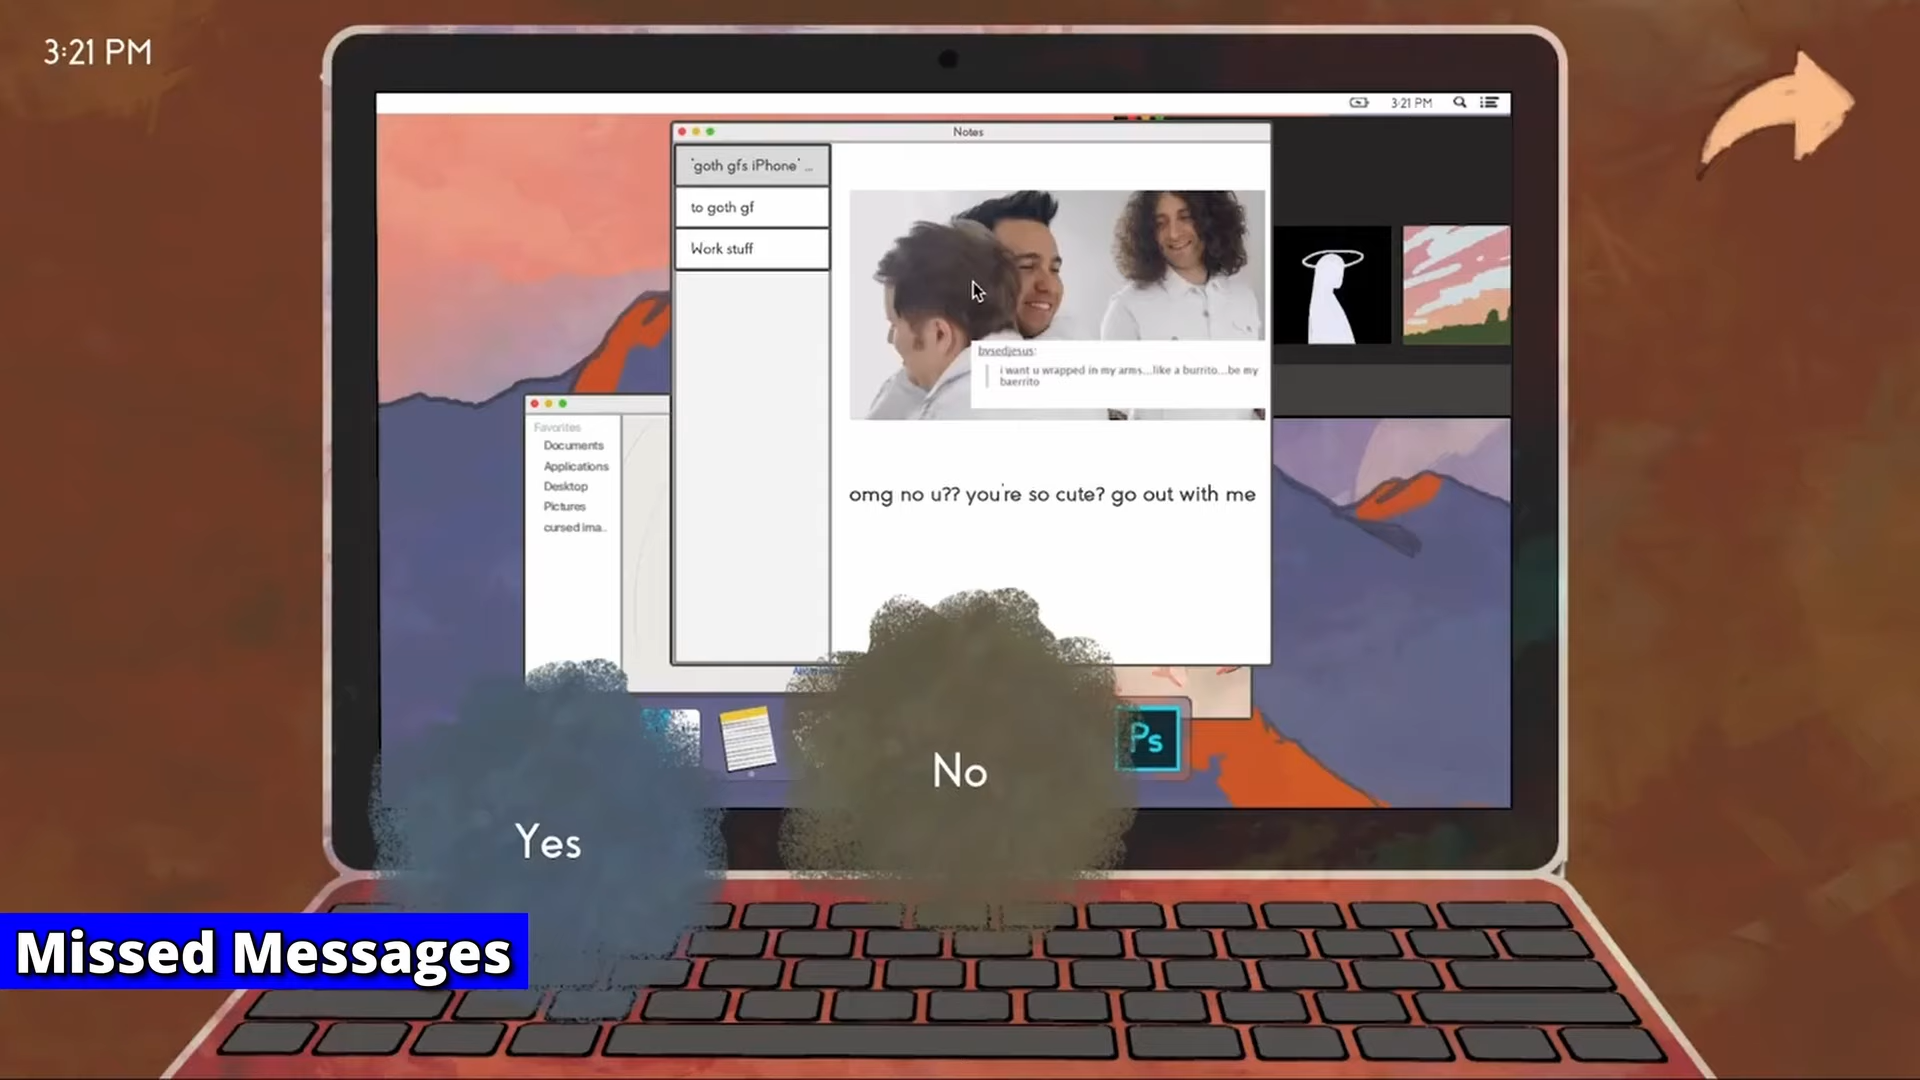 3:21 PM
3:21 PM
Notes
'goth gfs iPhone' ...
to goth gf
Work stuff
bvsedjesus:
i want u wrapped in my arms...like a burrito...be my
baerrito
Favorites
Documents
Applications
Desktop
Pictures
cursed ima..
omg no u?? you're so cute? go out with me
Ps
No
Yes
Missed Messages